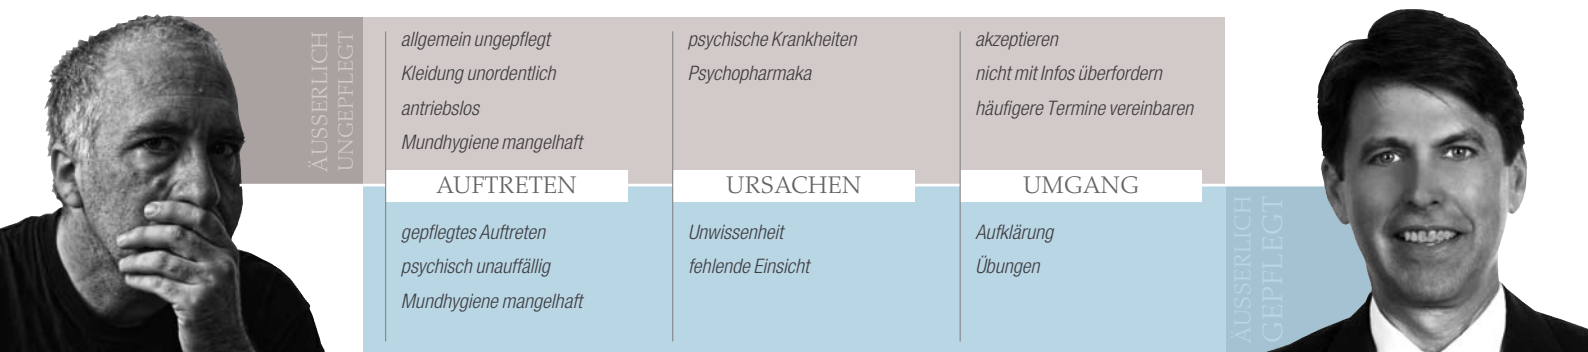 ÄUSSERLICH
UNGEPFLEGT
allgemein ungepflegt
Kleidung unordentlich
antriebslos
Mundhygiene mangelhaft
psychische Krankheiten
Psychopharmaka
akzeptieren
nicht mit Infos überfordern
häufigere Termine vereinbaren
AUFTRETEN
URSACHEN
UMGANG
gepflegtes Auftreten
psychisch unauffällig
Mundhygiene mangelhaft
Unwissenheit
fehlende Einsicht
Aufklärung
Übungen
ÄUSSERLICH
GEPFLEGT